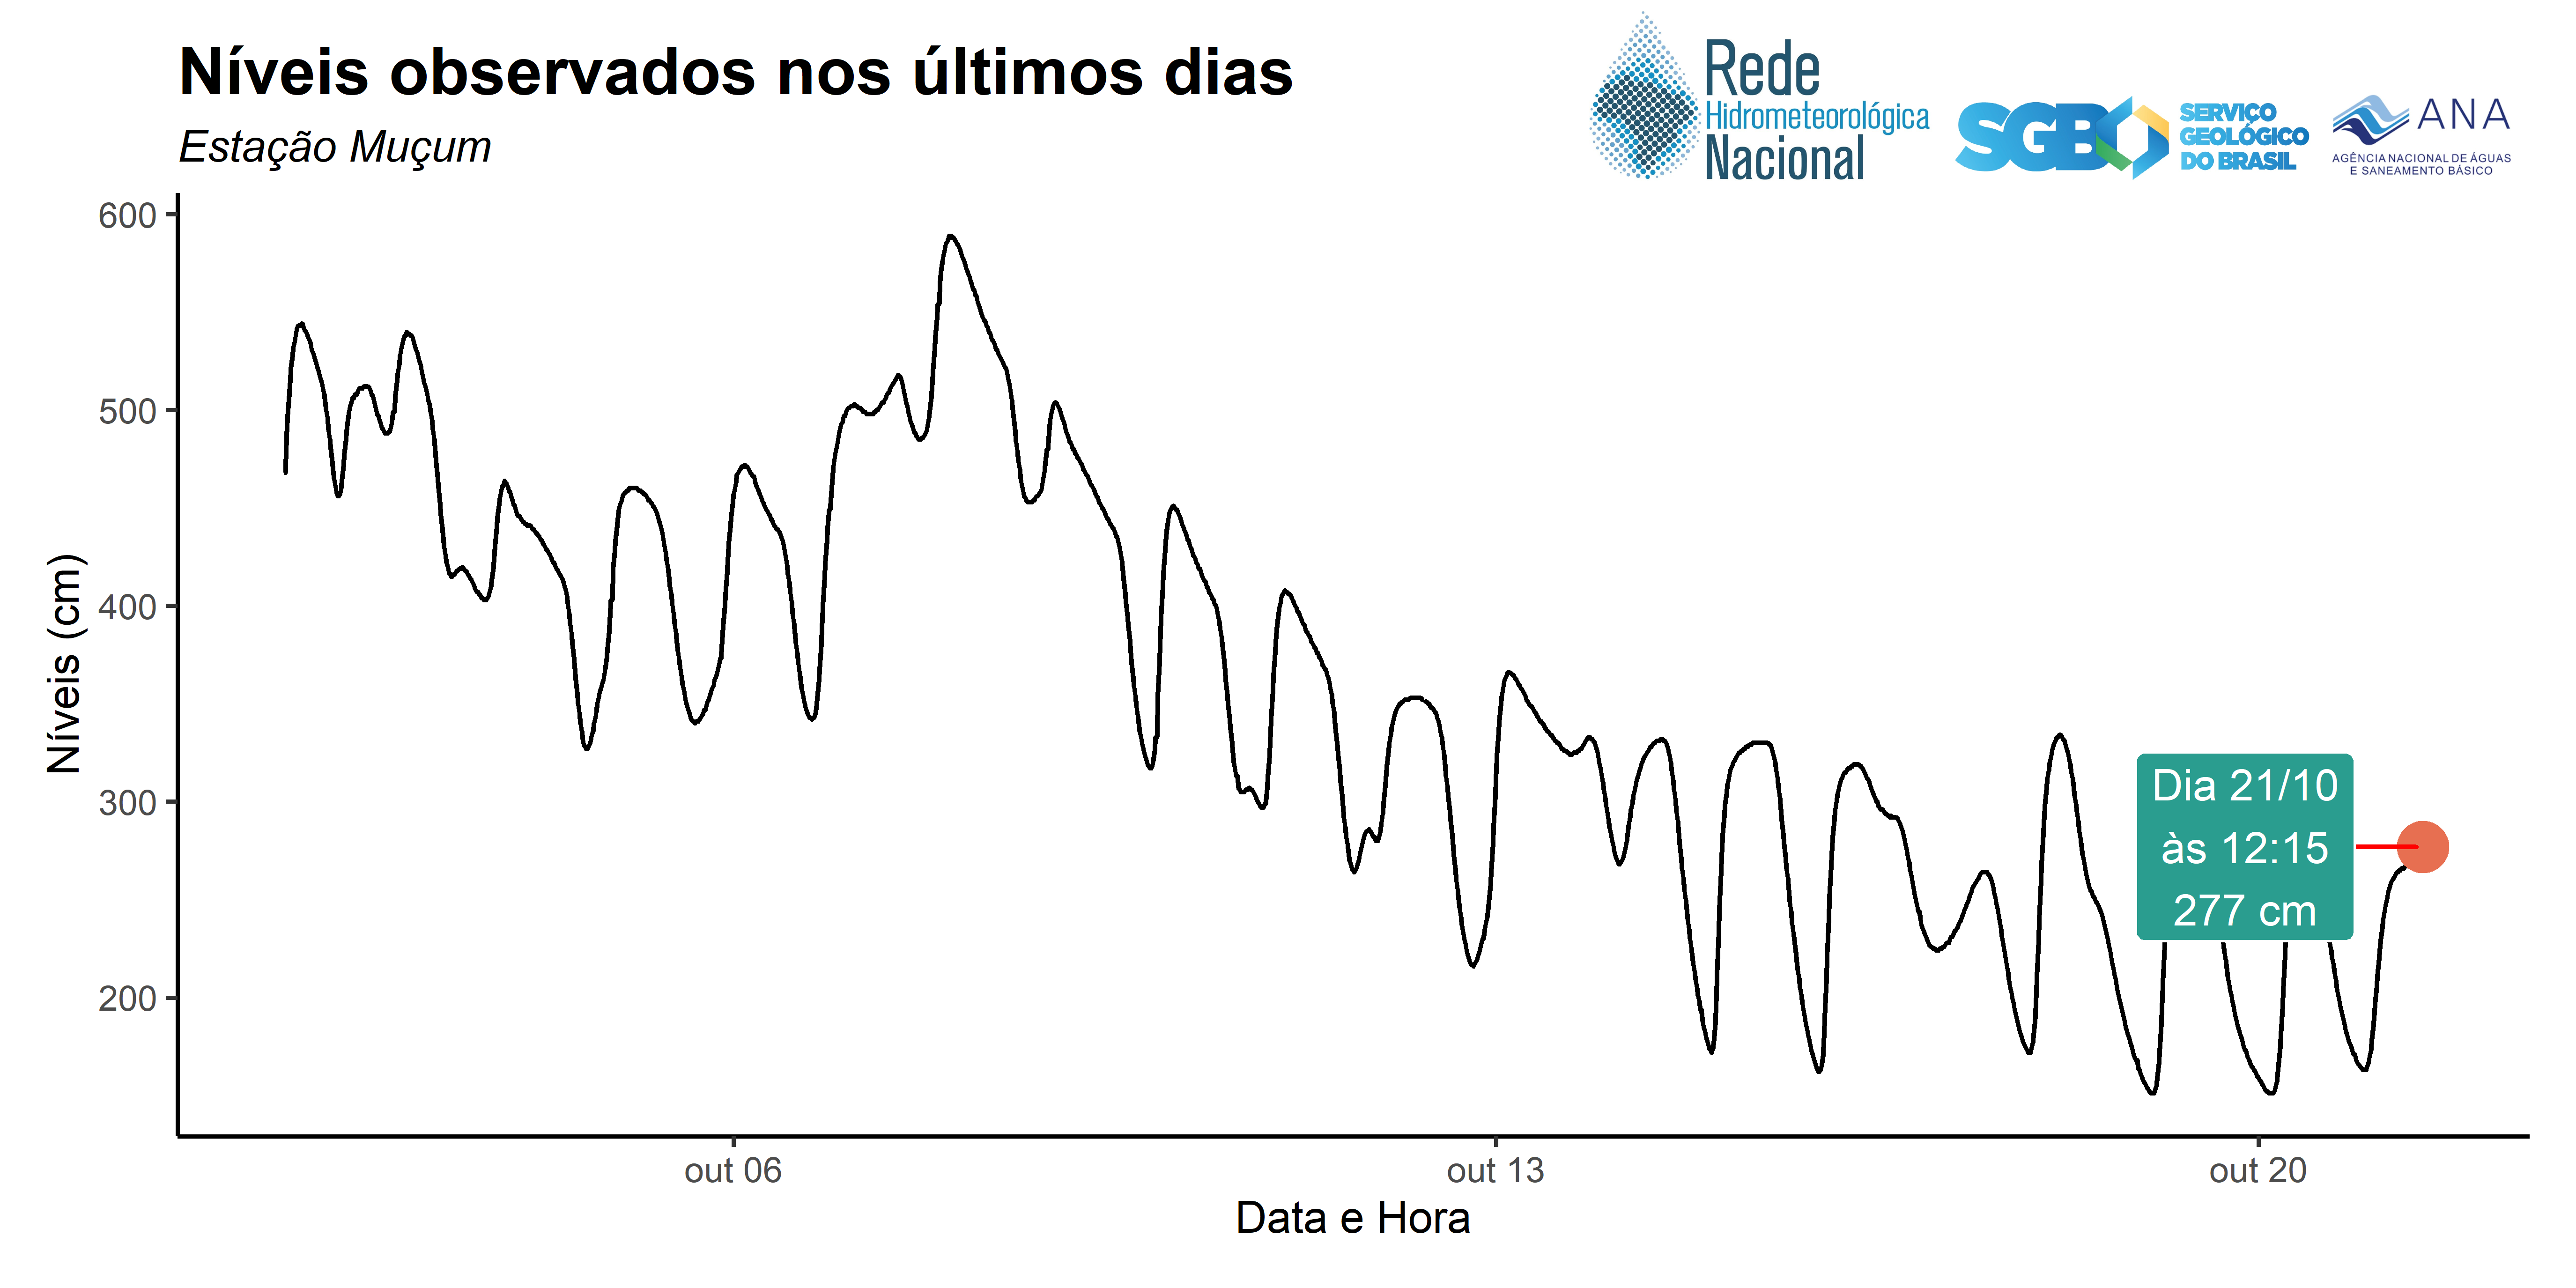 Níveis observados nos últimos dias
Estação Muçum
Rede
Hidrometeorológica
Nacional
SGB
SERVIÇO
GEOLÓGICO
DO BRASIL
ANA
AGÊNCIA NACIONAL DE ÁGUAS
E SANEAMENTO BÁSICO
Níveis (cm)
600
500
400
300
200
Dia 21/10
às 12:15
277 cm
out 06
out 13
out 20
Data e Hora